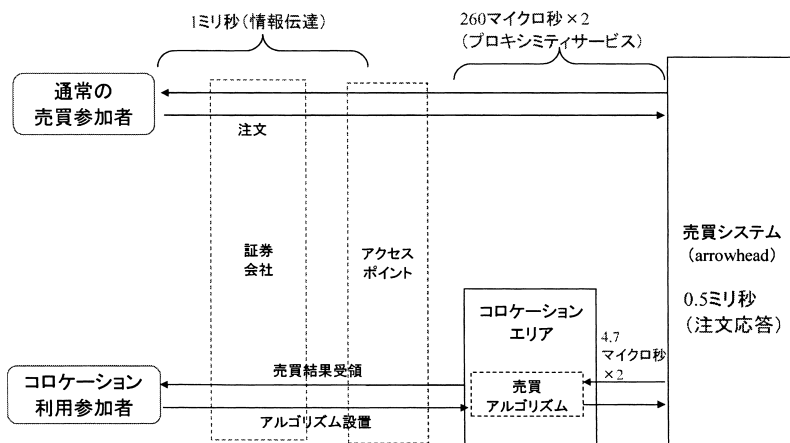 1ミリ秒(情報伝達)
260マイクロ秒×2
(プロキシミティサービス)
通常の
売買参加者
注文
証券
会社
アクセス
ポイント
売買システム
(arrowhead)
0.5ミリ秒
(注文応答)
コロケーション
エリア
4.7
マイクロ秒
×2
売買結果受領
コロケーション
利用参加者
売買
アルゴリズム
アルゴリズム設置